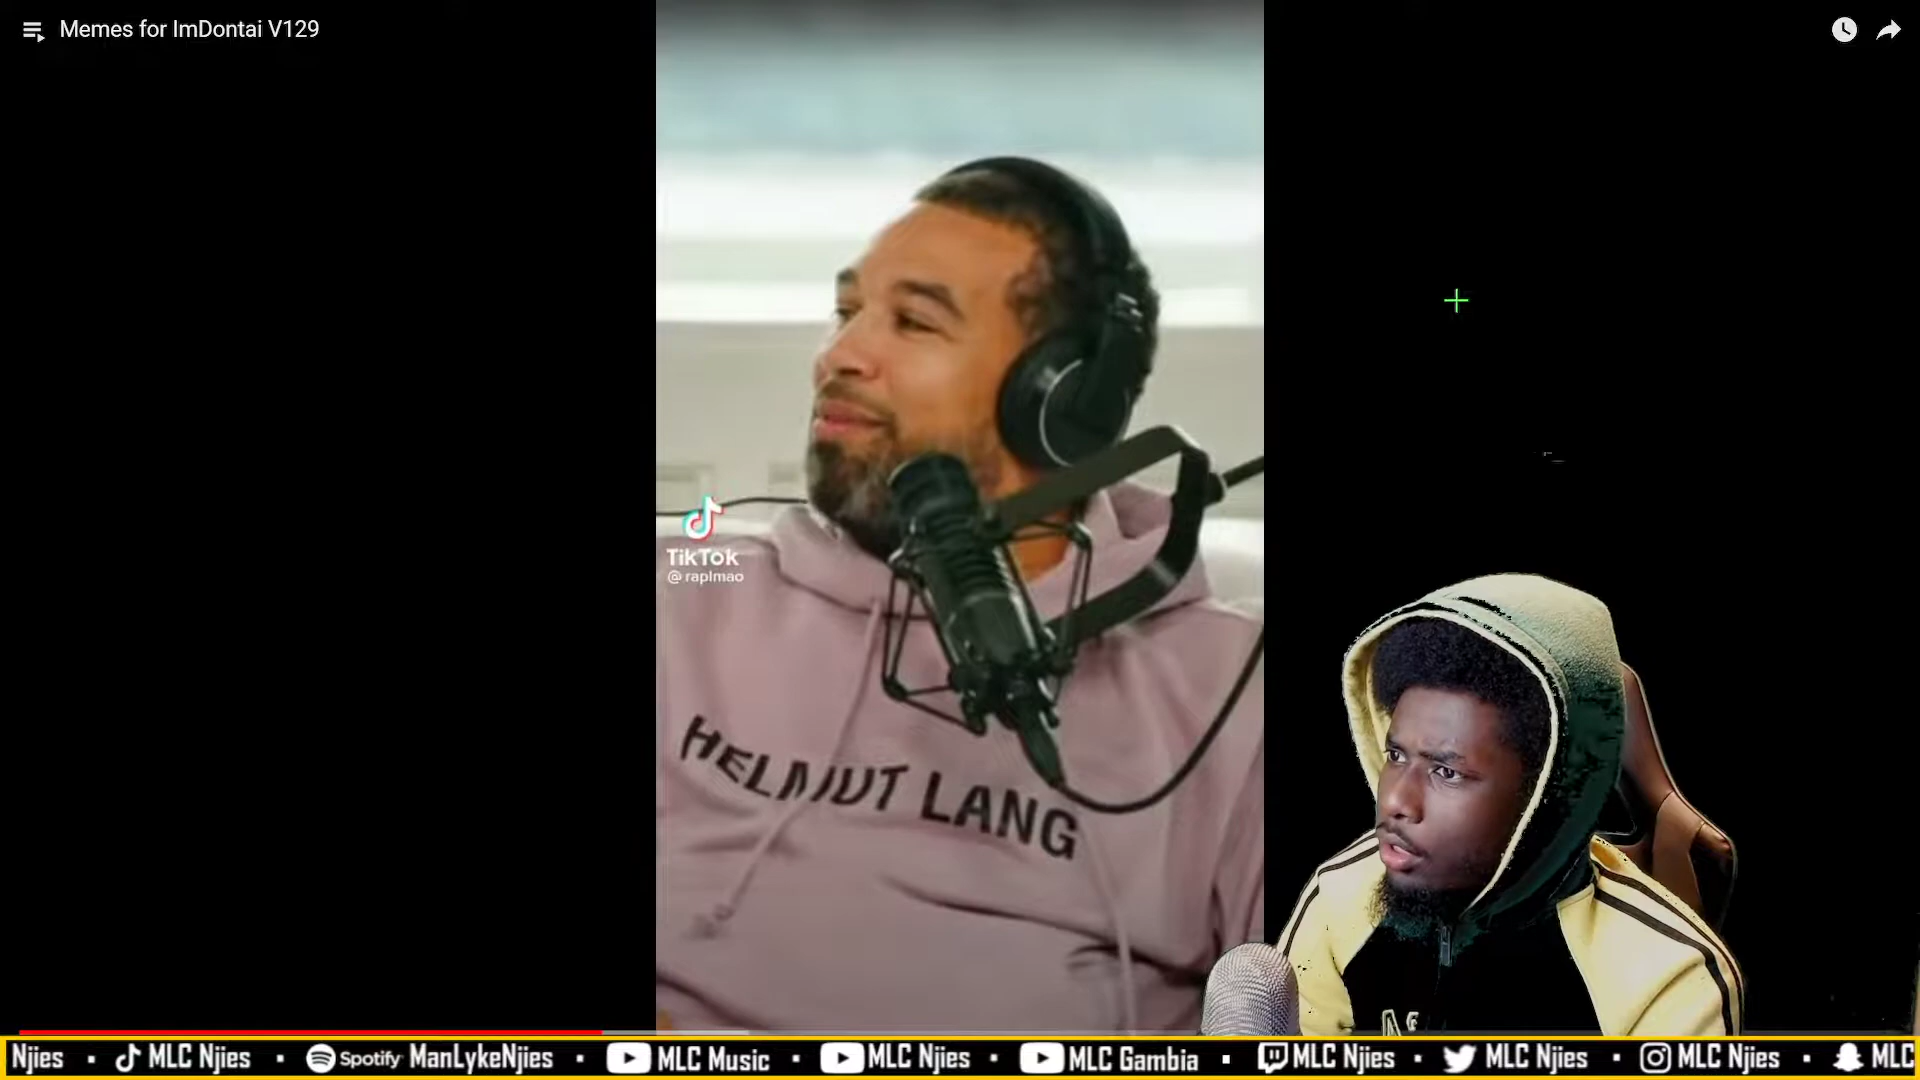 Memes for ImDontai V129
TikTok
@raplmao
HELMUT LANG
Njies · MLC Njies · Spotify ManLykeNjies · MLC Music · MLC Njies · MLC Gambia · MLC Njies · MLC Njies · MLC Njies · MLC